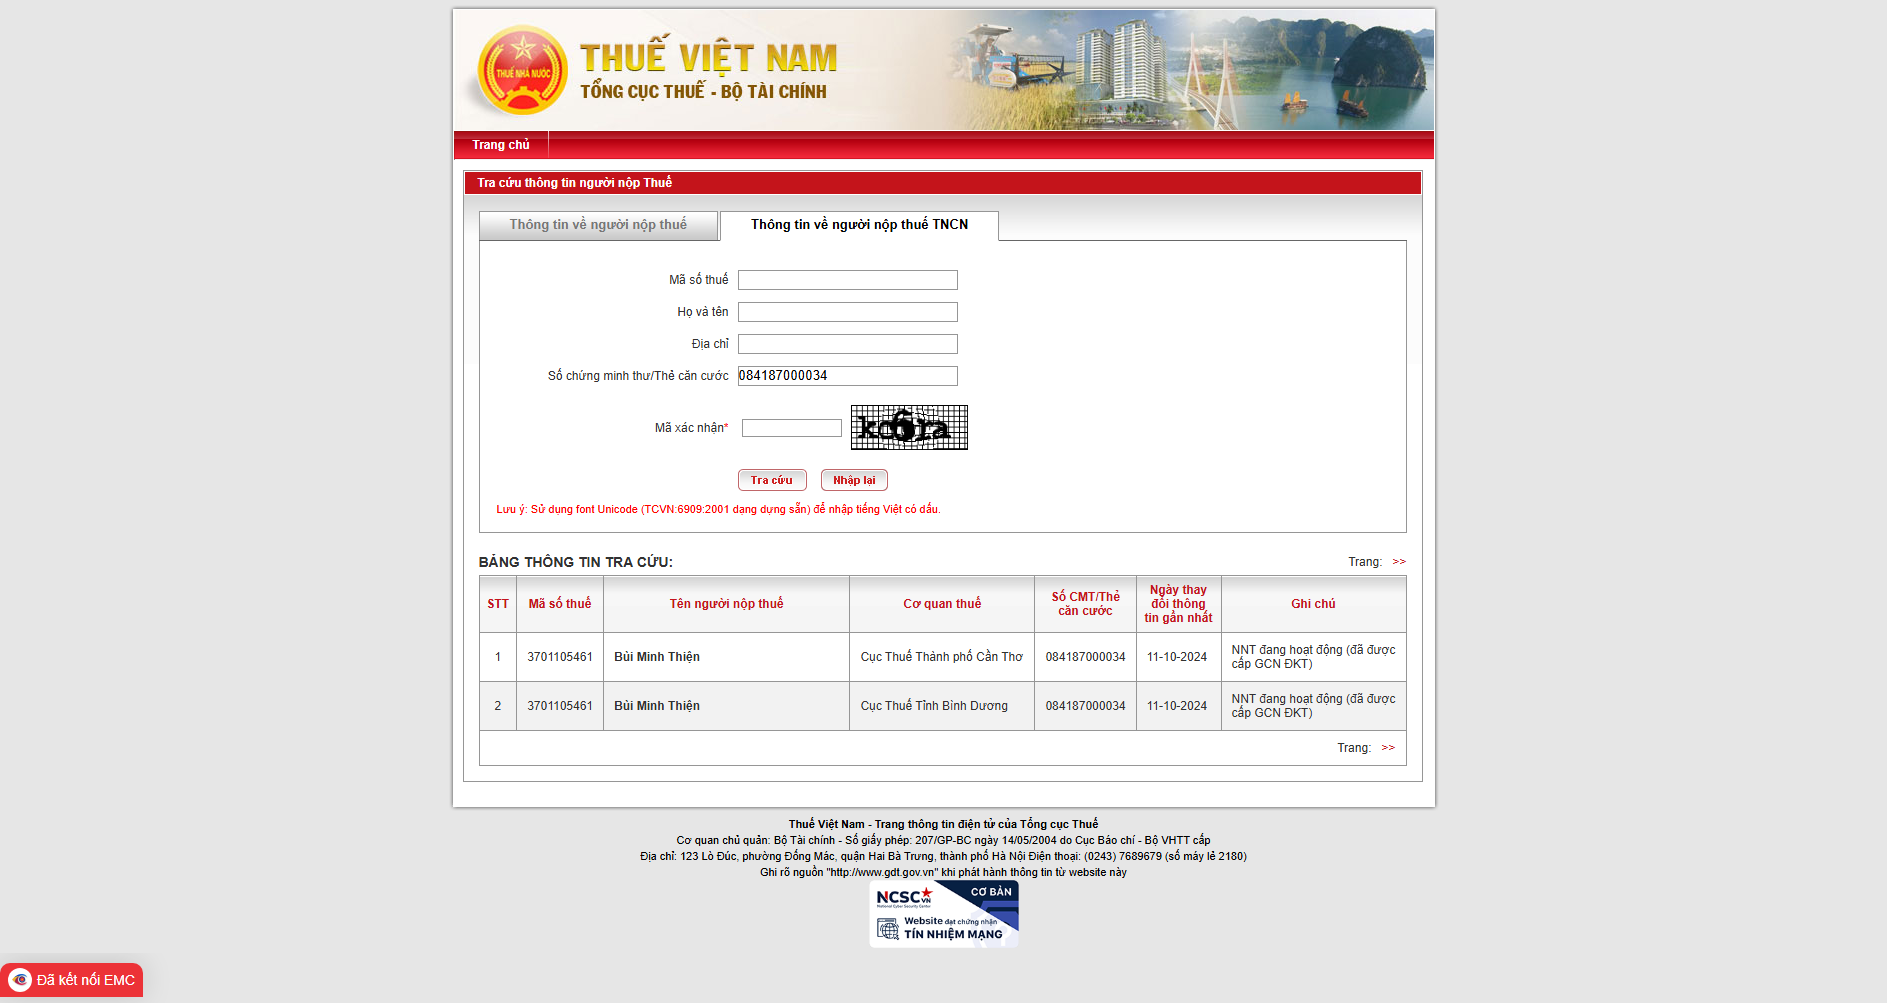 THUẾ NHÀ NƯỚC
THUẾ VIỆT NAM
TỔNG CỤC THUẾ - BỘ TÀI CHÍNH
Trang chủ
Tra cứu thông tin người nộp Thuế
Thông tin về người nộp thuế
Thông tin về người nộp thuế TNCN
Mã số thuế
Họ và tên
Địa chỉ
Số chứng minh thư/Thẻ căn cước 084187000034
Mã xác nhận*
Tra cứu Nhập lại
Lưu ý: Sử dụng font Unicode (TCVN:6909:2001 dạng dựng sẵn) để nhập tiếng Việt có dấu.
BẢNG THÔNG TIN TRA CỨU: Trang: >>
STT Mã số thuế Tên người nộp thuế Cơ quan thuế Số CMT/Thẻ căn cước Ngày thay đổi thông tin gần nhất Ghi chú
1 3701105461 Bùi Minh Thiện Cục Thuế Thành phố Cần Thơ 084187000034 11-10-2024 NNT đang hoạt động (đã được cấp GCN ĐKT)
2 3701105461 Bùi Minh Thiện Cục Thuế Tỉnh Bình Dương 084187000034 11-10-2024 NNT đang hoạt động (đã được cấp GCN ĐKT)
Trang: >>
Thuế Việt Nam - Trang thông tin điện tử của Tổng cục Thuế
Cơ quan chủ quản: Bộ Tài chính - Số giấy phép: 207/GP-BC ngày 14/05/2004 do Cục Báo chí - Bộ VHTT cấp
Địa chỉ: 123 Lò Đúc, phường Đống Mác, quận Hai Bà Trưng, thành phố Hà Nội Điện thoại: (0243) 7689679 (số máy lẻ 2180)
Ghi rõ nguồn "http://www.gdt.gov.vn" khi phát hành thông tin từ website này
NCSC.VN CƠ BẢN
National Cyber Security Center
Website đạt chứng nhận
TÍN NHIỆM MẠNG
Đã kết nối EMC